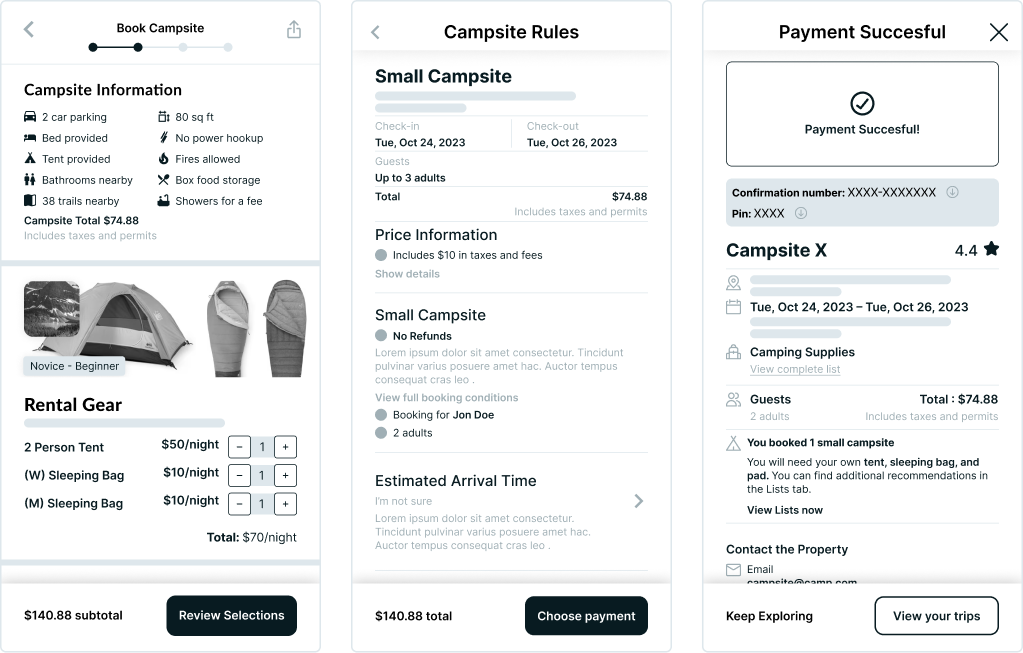 Book Campsite
Campsite Information
2 car parking
80 sq ft
Bed provided
No power hookup
Tent provided
Fires allowed
Bathrooms nearby
Box food storage
38 trails nearby
Showers for a fee
Campsite Total $74.88
Includes taxes and permits
Novice - Beginner
Rental Gear
2 Person Tent $50/night − 1 +
(W) Sleeping Bag $10/night − 1 +
(M) Sleeping Bag $10/night − 1 +
Total: $70/night
$140.88 subtotal
Review Selections
Campsite Rules
Small Campsite
Check-in
Tue, Oct 24, 2023
Check-out
Tue, Oct 26, 2023
Guests
Up to 3 adults
Total $74.88
Includes taxes and permits
Price Information
Includes $10 in taxes and fees
Show details
Small Campsite
No Refunds
Lorem ipsum dolor sit amet consectetur. Tincidunt
pulvinar varius posuere amet hac. Auctor tempus
consequat cras leo .
View full booking conditions
Booking for Jon Doe
2 adults
Estimated Arrival Time
I'm not sure
Lorem ipsum dolor sit amet consectetur.
Tincidunt pulvinar varius posuere amet hac.
Auctor tempus consequat cras leo .
$140.88 total
Choose payment
Payment Succesful
Payment Succesful!
Confirmation number: XXXX-XXXXXXX
Pin: XXXX
Campsite X 4.4
Tue, Oct 24, 2023 – Tue, Oct 26, 2023
Camping Supplies
View complete list
Guests Total : $74.88
2 adults Includes taxes and permits
You booked 1 small campsite
You will need your own tent, sleeping bag, and
pad. You can find additional recommendations in
the Lists tab.
View Lists now
Contact the Property
Email
campsite@camp.com
Keep Exploring
View your trips